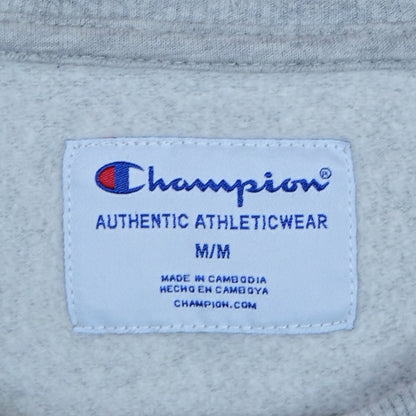 Champion®
AUTHENTIC ATHLETICWEAR
M/M
MADE IN CAMBODIA
HECHO EN CAMBOYA
CHAMPION.COM